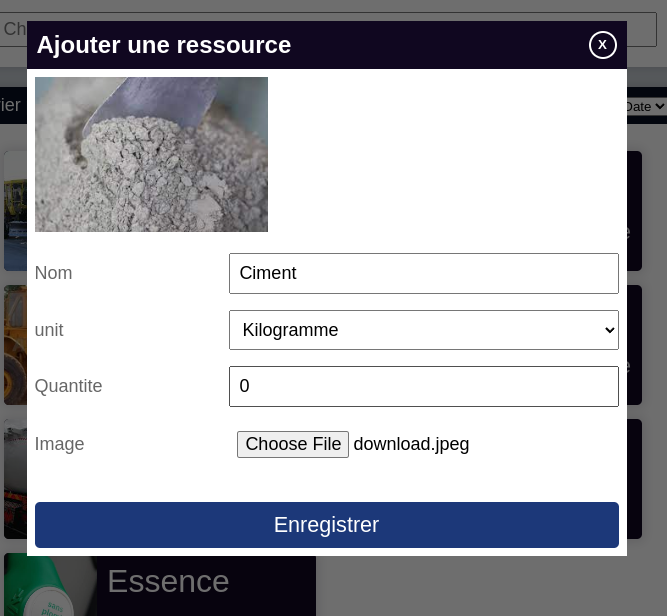 Ch
Ajouter une ressource
X
ier
Date
e
Nom
Ciment
unit
Kilogramme
e
Quantite
0
Image
Choose File download.jpeg
Enregistrer
Essence